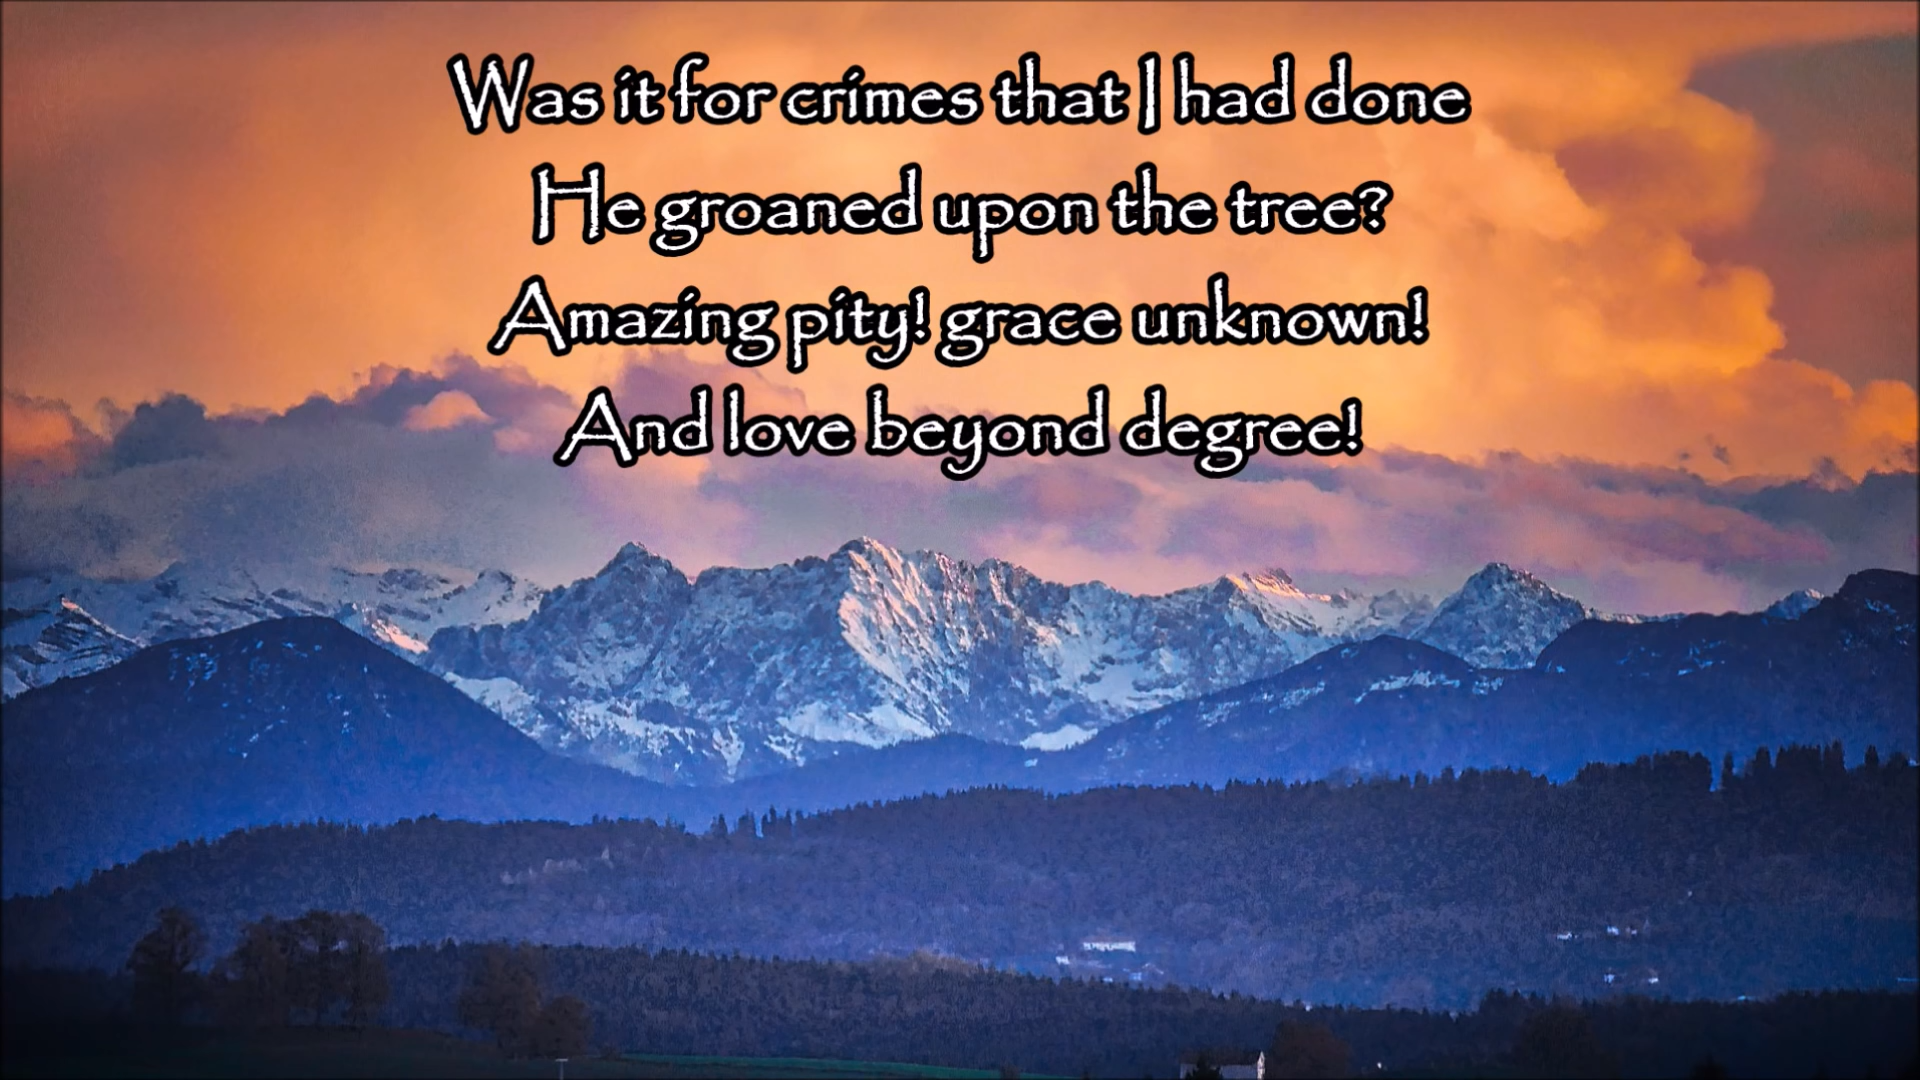 Was it for crimes that I had done
He groaned upon the tree?
Amazing pity! grace unknown!
And love beyond degree!